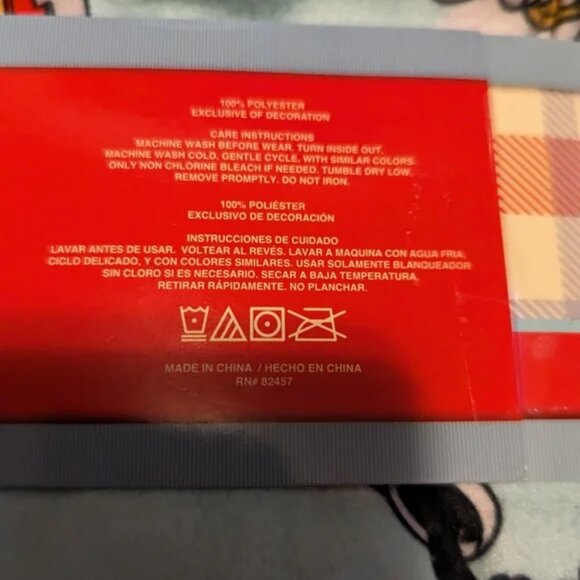 100% POLYESTER
EXCLUSIVE OF DECORATION
CARE INSTRUCTIONS
MACHINE WASH BEFORE WEAR. TURN INSIDE OUT.
MACHINE WASH COLD, GENTLE CYCLE, WITH SIMILAR COLORS.
ONLY NON CHLORINE BLEACH IF NEEDED. TUMBLE DRY LOW,
REMOVE PROMPTLY. DO NOT IRON.
100% POLIÉSTER
EXCLUSIVO DE DECORACIÓN
INSTRUCCIONES DE CUIDADO
LAVAR ANTES DE USAR. VOLTEAR AL REVÉS. LAVAR A MAQUINA CON AGUA FRIA,
CICLO DELICADO, Y CON COLORES SIMILARES. USAR SOLAMENTE BLANQUEADOR
SIN CLORO SI ES NECESARIO. SECAR A BAJA TEMPERATURA,
RETIRAR RÁPIDAMENTE. NO PLANCHAR.
MADE IN CHINA / HECHO EN CHINA
RN# 82457